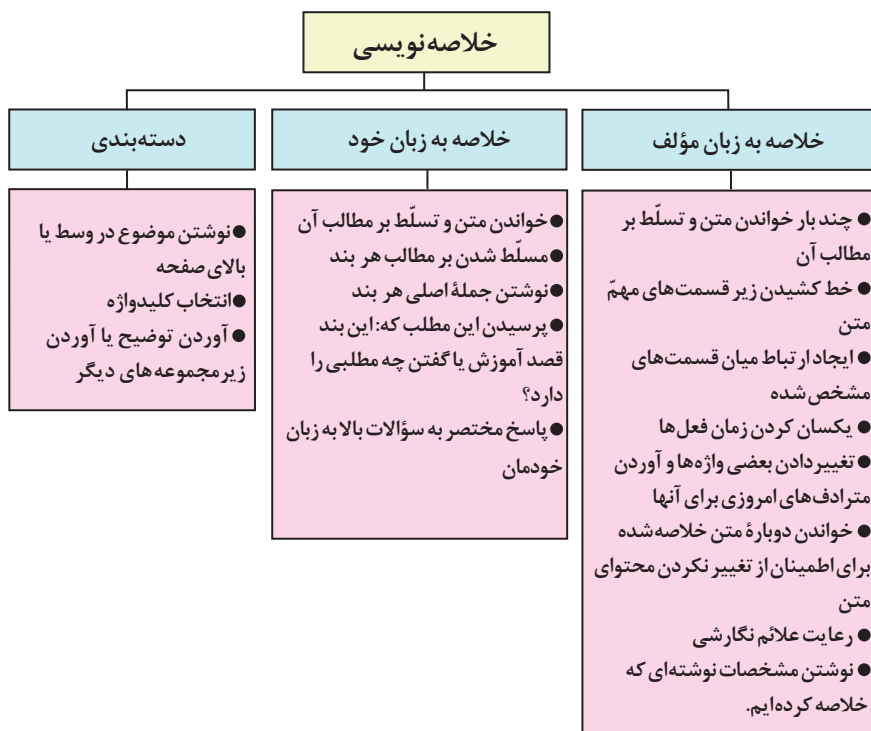 خلاصه‌نویسی
خلاصه به زبان مؤلف
● چند بار خواندن متن و تسلّط بر
مطالب آن
● خط کشیدن زیر قسمت‌های مهمّ
متن
● ایجاد ارتباط میان قسمت‌های
مشخص‌شده
● یکسان کردن زمان فعل‌ها
● تغییردادن بعضی واژه‌ها و آوردن
مترادف‌های امروزی برای آنها
● خواندن دوبارهٔ متن خلاصه‌شده
برای اطمینان از تغییر نکردن محتوای
متن
● رعایت علائم نگارشی
● نوشتن مشخصات نوشته‌ای که
خلاصه کرده‌ایم.
خلاصه به زبان خود
● خواندن متن و تسلّط بر مطالب آن
● مسلّط شدن بر مطالب هر بند
● نوشتن جملهٔ اصلی هر بند
● پرسیدن این مطلب که: این بند
قصد آموزش یا گفتن چه مطلبی را
دارد؟
● پاسخ مختصر به سؤالات بالا به زبان
خودمان
دسته‌بندی
● نوشتن موضوع در وسط یا
بالای صفحه
● انتخاب کلیدواژه
● آوردن توضیح یا آوردن
زیرمجموعه‌های دیگر